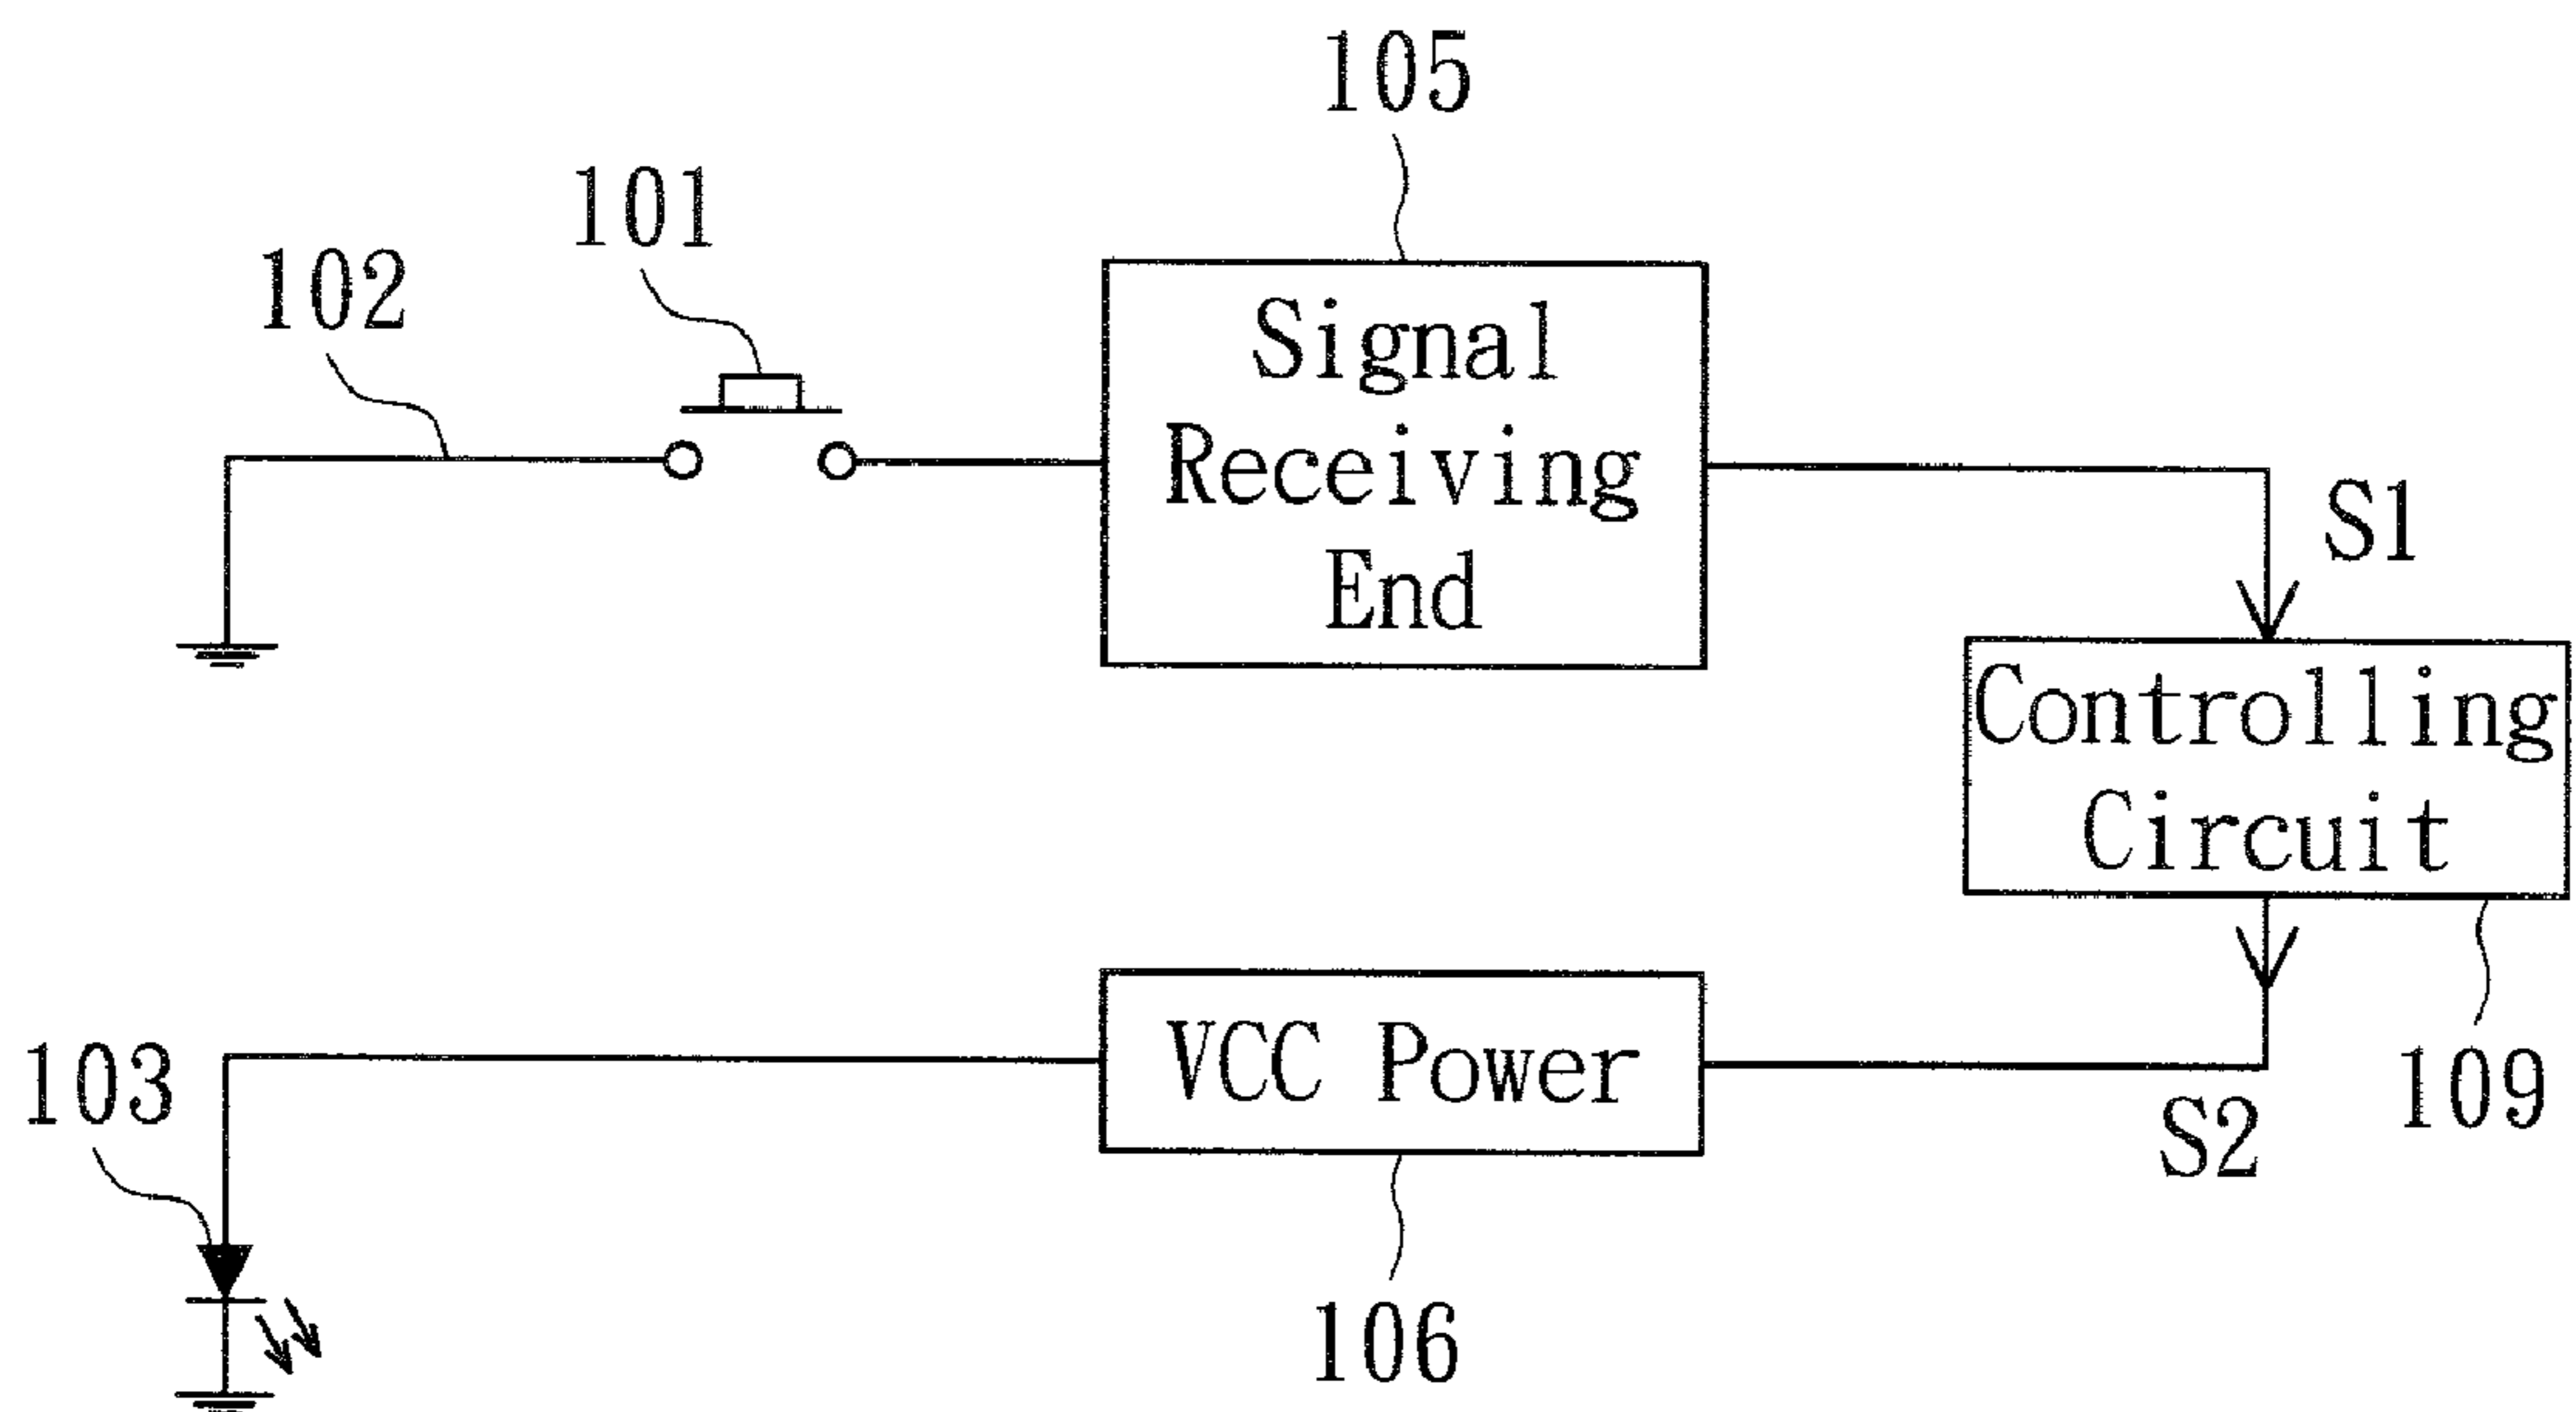 105
101
102
Signal
Receiving
End
S1
Controlling
Circuit
VCC Power
103
109
S2
106